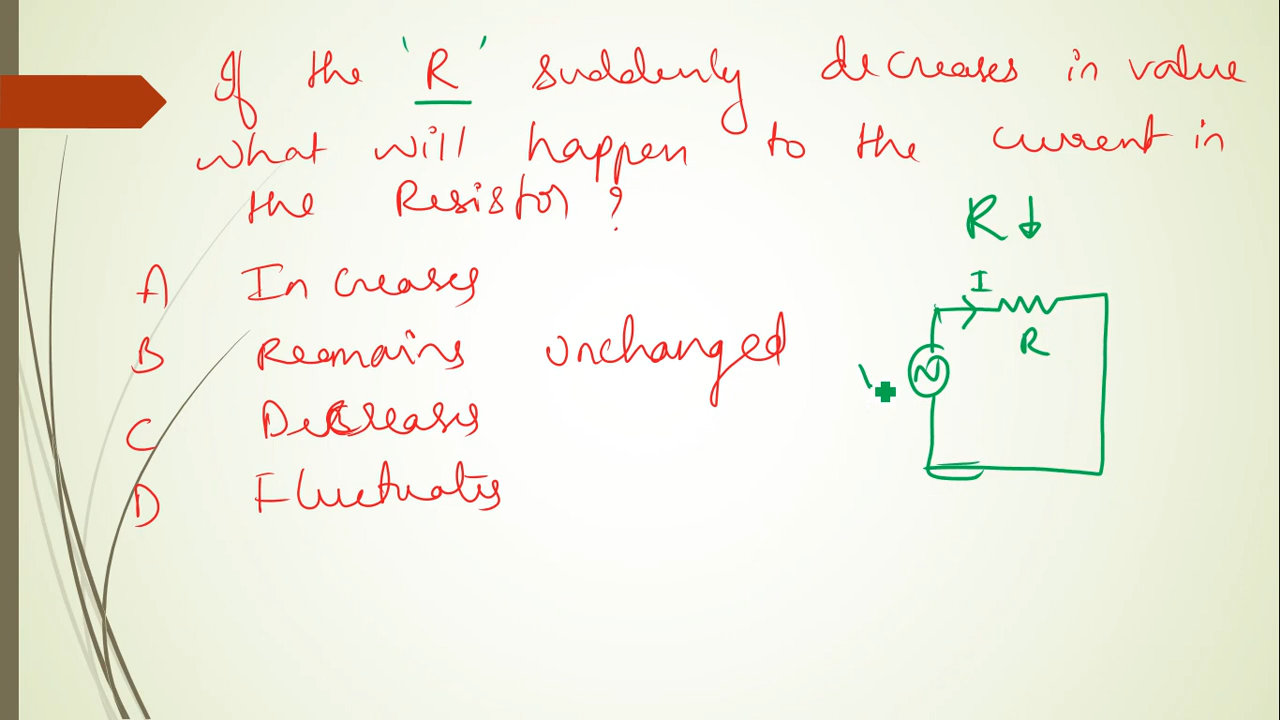 If the 'R' suddenly decreases in value
what will happen to the current in
the Resistor?
R↓
A Increases
I
B Remains unchanged
R
C Decreases
D Fluctuates